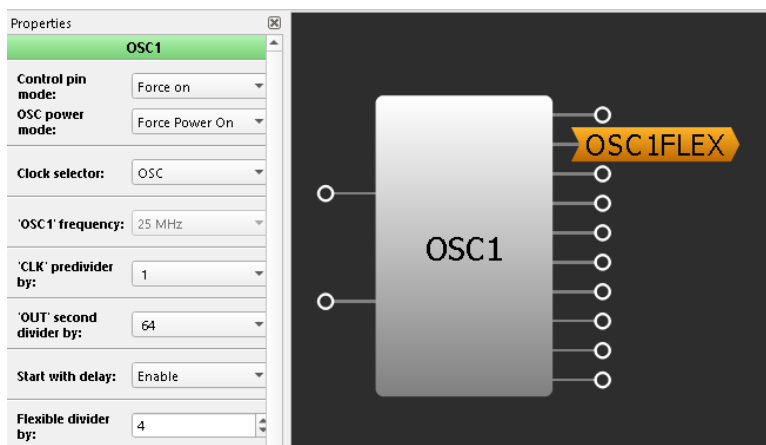 Properties
OSC1
Control pin
mode:
Force on
OSC power
mode:
Force Power On
Clock selector:
OSC
'OSC1' frequency:
25 MHz
'CLK' predivider
by:
1
'OUT' second
divider by:
64
Start with delay:
Enable
Flexible divider
by:
4
OSC1FLEX
OSC1